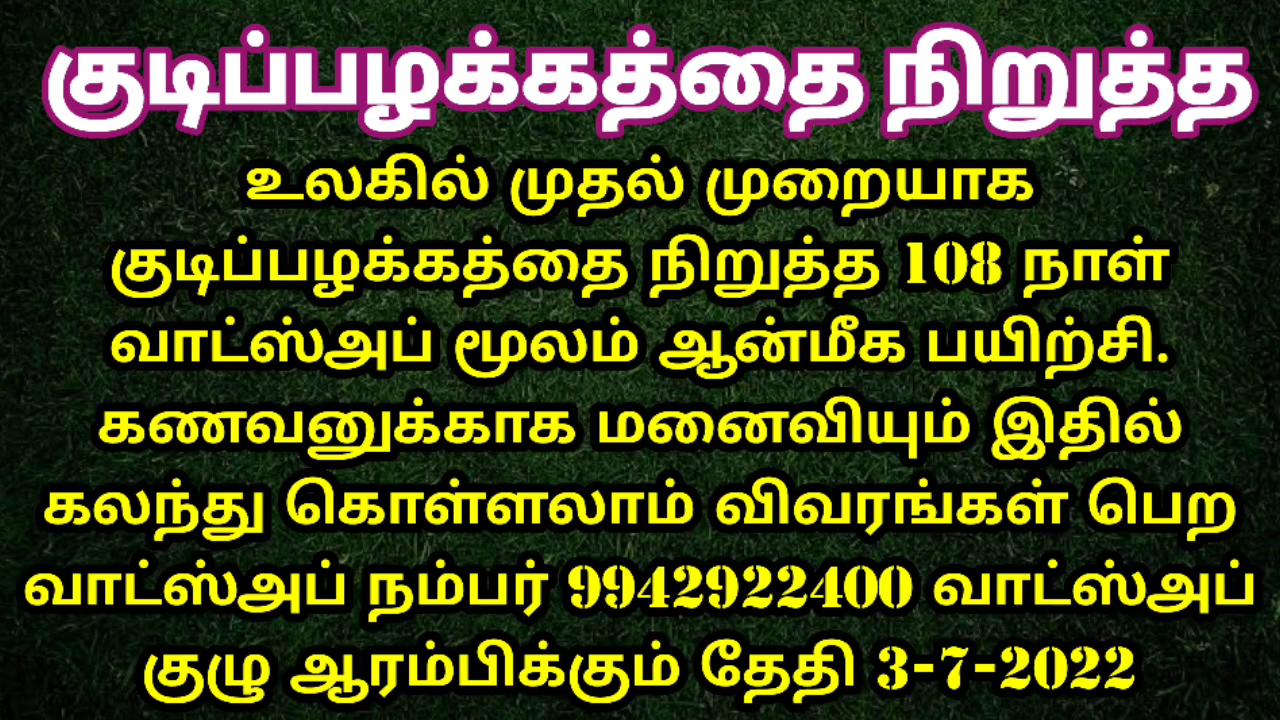 குடிப்பழக்கத்தை நிறுத்த
உலகில் முதல் முறையாக
குடிப்பழக்கத்தை நிறுத்த 108 நாள்
வாட்ஸ்அப் மூலம் ஆன்மீக பயிற்சி.
கணவனுக்காக மனைவியும் இதில்
கலந்து கொள்ளலாம் விவரங்கள் பெற
வாட்ஸ்அப் நம்பர் 9942922400 வாட்ஸ்அப்
குழு ஆரம்பிக்கும் தேதி 3-7-2022